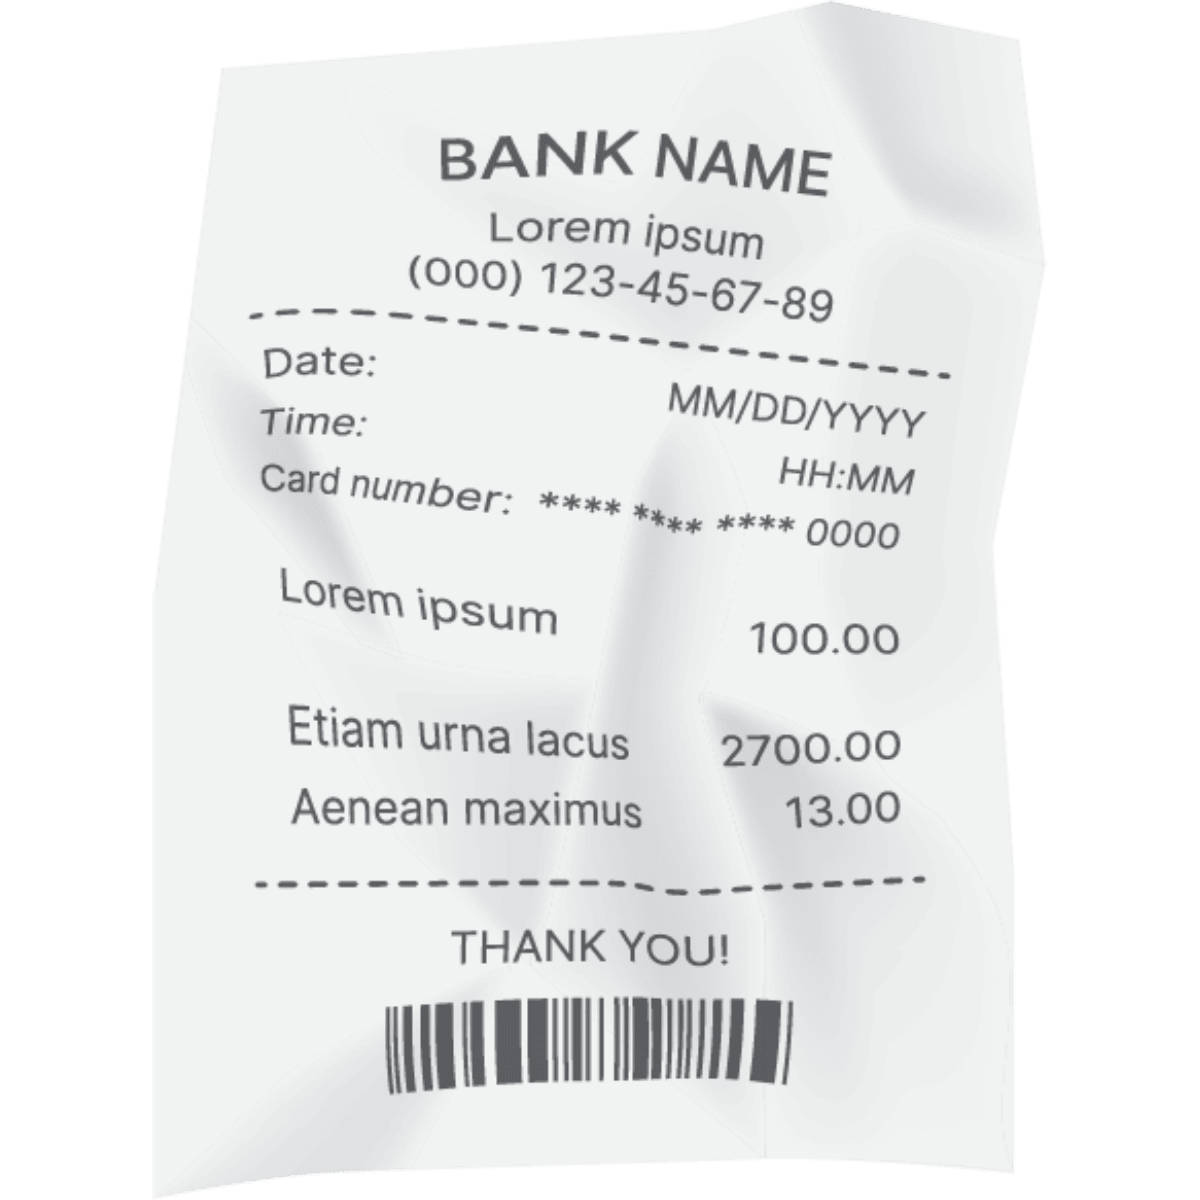 BANK NAME
Lorem ipsum
(000) 123-45-67-89
Date: MM/DD/YYYY
Time: HH:MM
Card number: **** **** **** 0000
Lorem ipsum 100.00
Etiam urna lacus 2700.00
Aenean maximus 13.00
THANK YOU!